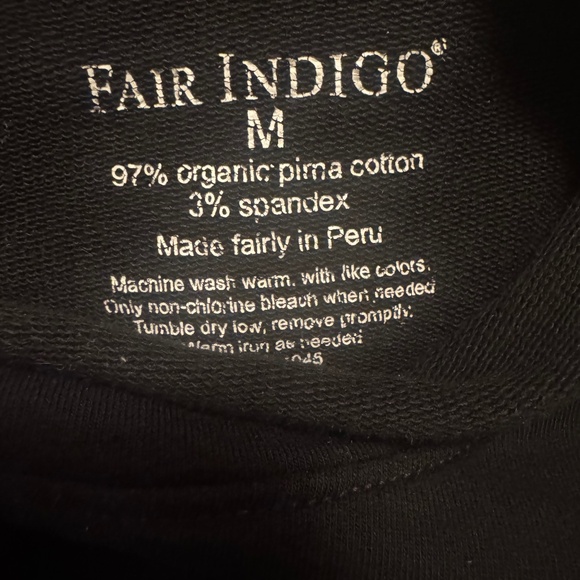 FAIR INDIGO®
M
97% organic pima cotton
3% spandex
Made fairly in Peru
Machine wash warm, with like colors.
Only non-chlorine bleach when needed
Tumble dry low, remove promptly.
Warm iron as needed